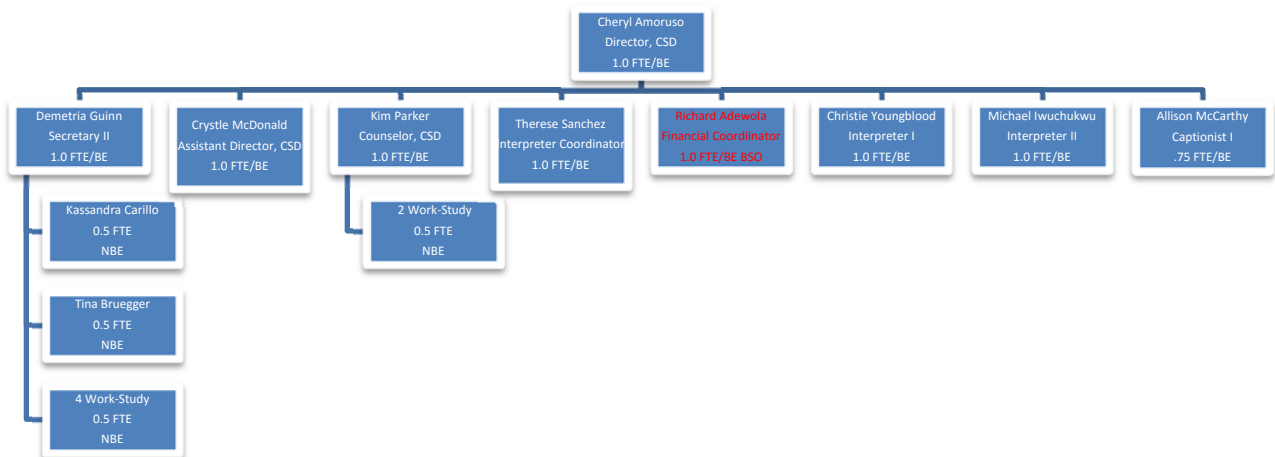 Cheryl Amoruso
Director, CSD
1.0 FTE/BE
Demetria Guinn
Secretary II
1.0 FTE/BE
Crystle McDonald
Assistant Director, CSD
1.0 FTE/BE
Kim Parker
Counselor, CSD
1.0 FTE/BE
Therese Sanchez
Interpreter Coordinator
1.0 FTE/BE
Richard Adewola
Financial Coordiinator
1.0 FTE/BE BSO
Christie Youngblood
Interpreter I
1.0 FTE/BE
Michael Iwuchukwu
Interpreter II
1.0 FTE/BE
Allison McCarthy
Captionist I
.75 FTE/BE
Kassandra Carillo
0.5 FTE
NBE
2 Work-Study
0.5 FTE
NBE
Tina Bruegger
0.5 FTE
NBE
4 Work-Study
0.5 FTE
NBE